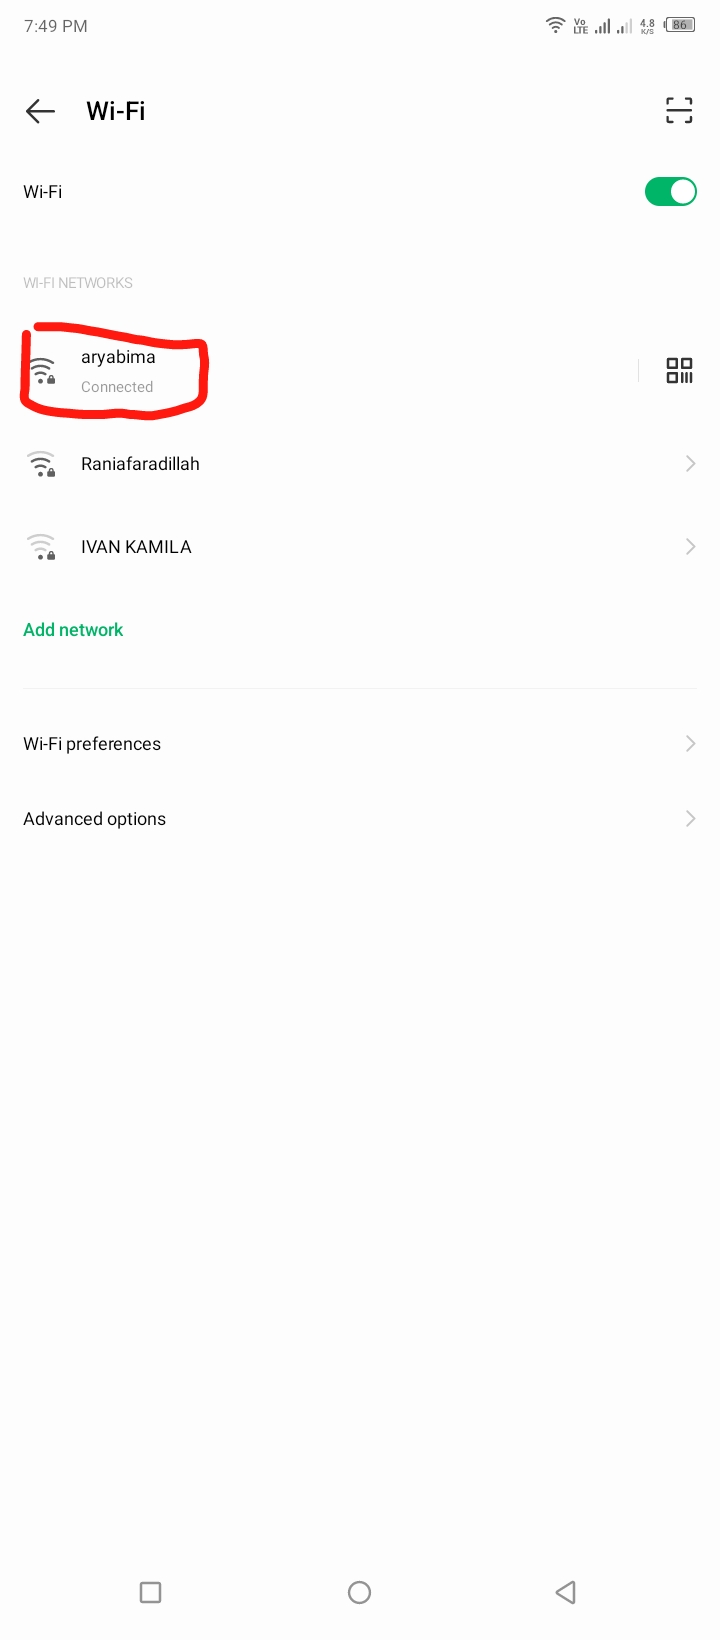 7:49 PM
Vo LTE 4.8 K/S 86
Wi-Fi
Wi-Fi
WI-FI NETWORKS
aryabima
Connected
Raniafaradillah
IVAN KAMILA
Add network
Wi-Fi preferences
Advanced options